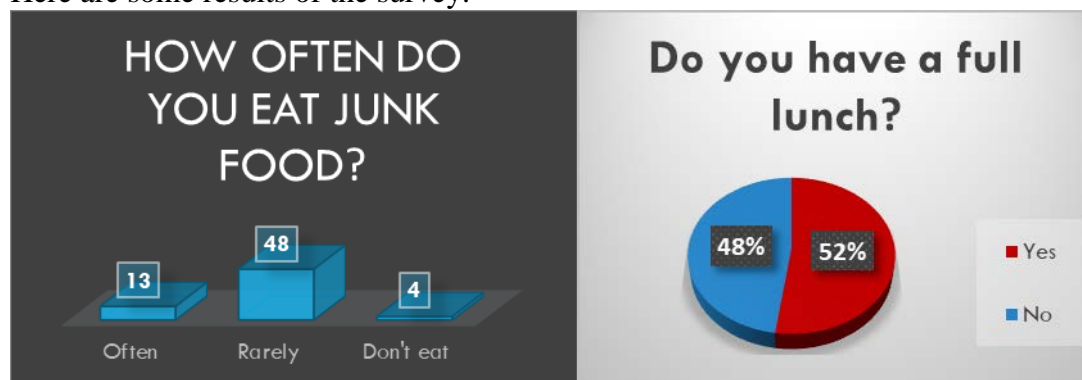 Here are some results of the survey:
HOW OFTEN DO
YOU EAT JUNK
FOOD?
13
48
4
Often
Rarely
Don't eat
Do you have a full
lunch?
48%
52%
Yes
No